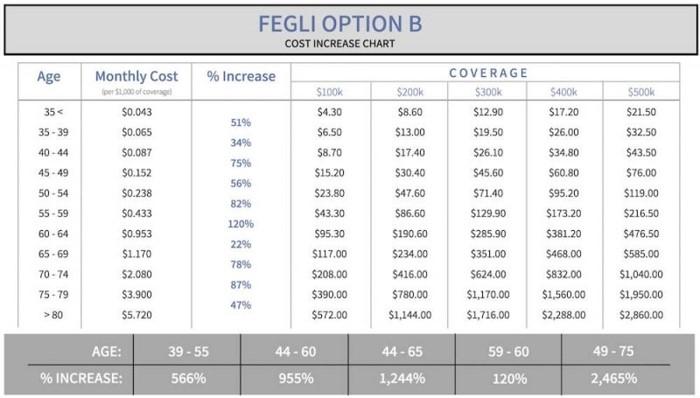 FEGLI OPTION B
COST INCREASE CHART
Age Monthly Cost % Increase COVERAGE
(per $1,000 of coverage) $100k $200k $300k $400k $500k
35 < $0.043 $4.30 $8.60 $12.90 $17.20 $21.50
51%
35 - 39 $0.065 $6.50 $13.00 $19.50 $26.00 $32.50
34%
40 - 44 $0.087 $8.70 $17.40 $26.10 $34.80 $43.50
75%
45 - 49 $0.152 $15.20 $30.40 $45.60 $60.80 $76.00
56%
50 - 54 $0.238 $23.80 $47.60 $71.40 $95.20 $119.00
82%
55 - 59 $0.433 $43.30 $86.60 $129.90 $173.20 $216.50
120%
60 - 64 $0.953 $95.30 $190.60 $285.90 $381.20 $476.50
22%
65 - 69 $1.170 $117.00 $234.00 $351.00 $468.00 $585.00
78%
70 - 74 $2.080 $208.00 $416.00 $624.00 $832.00 $1,040.00
87%
75 - 79 $3.900 $390.00 $780.00 $1,170.00 $1,560.00 $1,950.00
47%
> 80 $5.720 $572.00 $1,144.00 $1,716.00 $2,288.00 $2,860.00
AGE: 39 - 55 44 - 60 44 - 65 59 - 60 49 - 75
% INCREASE: 566% 955% 1,244% 120% 2,465%